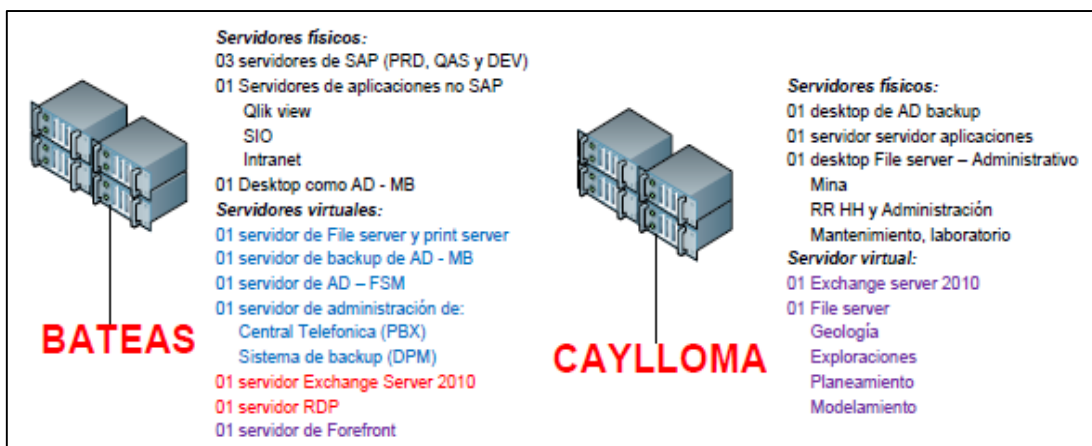 Servidores físicos:
03 servidores de SAP (PRD, QAS y DEV)
01 Servidores de aplicaciones no SAP
Qlik view
SIO
Intranet
01 Desktop como AD - MB
Servidores virtuales:
01 servidor de File server y print server
01 servidor de backup de AD - MB
01 servidor de AD – FSM
01 servidor de administración de:
Central Telefonica (PBX)
Sistema de backup (DPM)
01 servidor Exchange Server 2010
01 servidor RDP
01 servidor de Forefront
BATEAS
Servidores físicos:
01 desktop de AD backup
01 servidor servidor aplicaciones
01 desktop File server – Administrativo
Mina
RR HH y Administración
Mantenimiento, laboratorio
Servidor virtual:
01 Exchange server 2010
01 File server
Geología
Exploraciones
Planeamiento
Modelamiento
CAYLLOMA